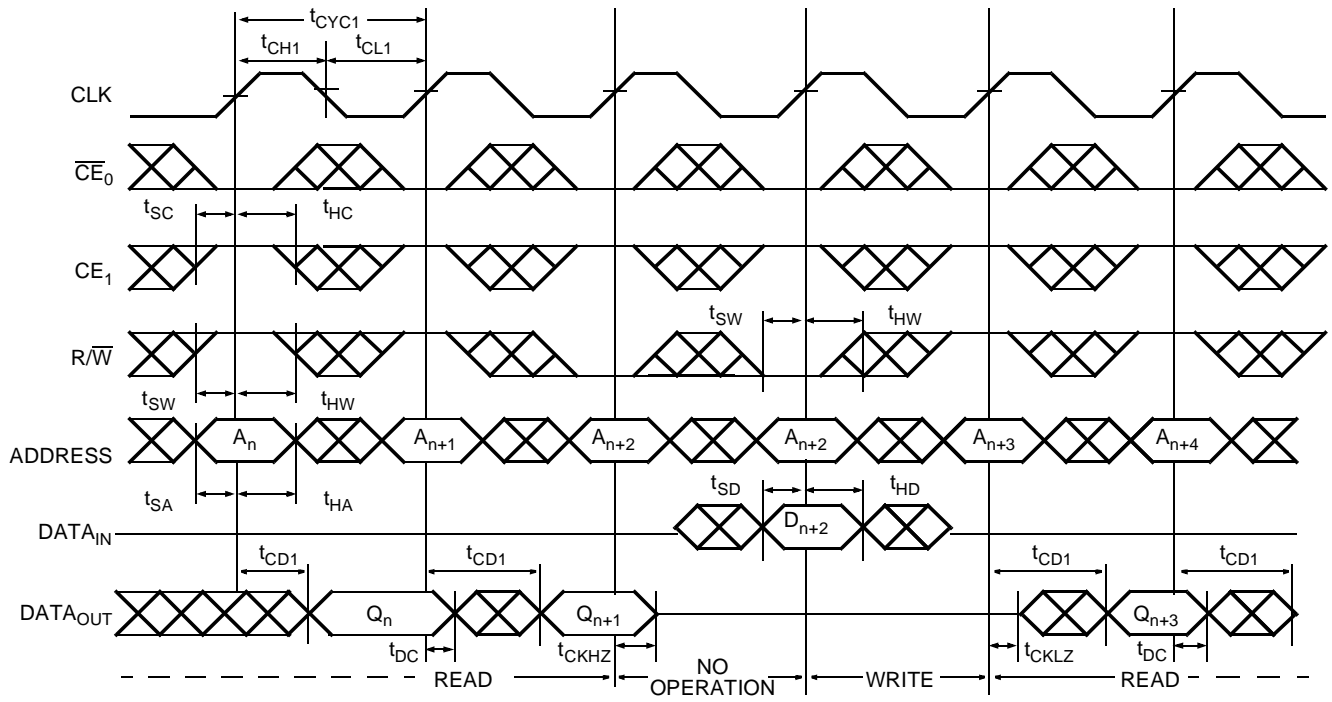 tCYC1
tCH1 tCL1
CLK
CE0
tSC tHC
CE1
tSW tHW
R/W
tSW tHW
An An+1 An+2 An+2 An+3 An+4
ADDRESS
tSA tHA tSD tHD
DATAIN Dn+2
tCD1 tCD1 tCD1 tCD1
DATAOUT Qn Qn+1 Qn+3
tDC tCKHZ tCKLZ tDC
READ NO OPERATION WRITE READ